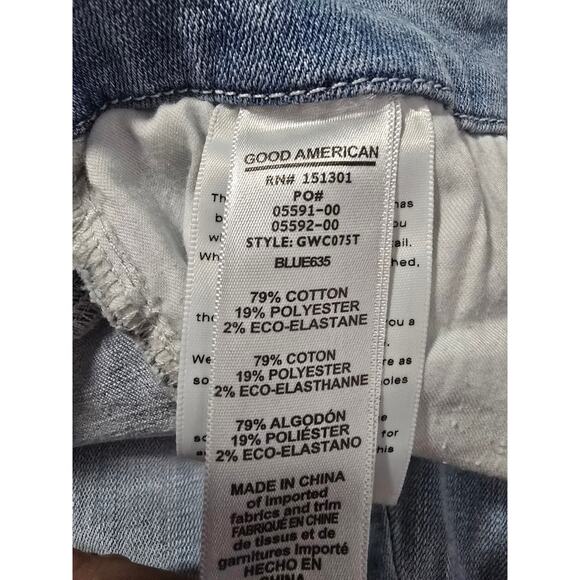 GOOD AMERICAN
RN# 151301
PO#
05591-00
05592-00
STYLE: GWC075T
BLUE635
79% COTTON
19% POLYESTER
2% ECO-ELASTANE
79% COTON
19% POLYESTER
2% ECO-ELASTHANNE
79% ALGODÓN
19% POLIÉSTER
2% ECO-ELASTANO
MADE IN CHINA
of imported
fabrics and trim
FABRIQUÉ EN CHINE
de tissus et de
garnitures importé
HECHO EN
CHINA